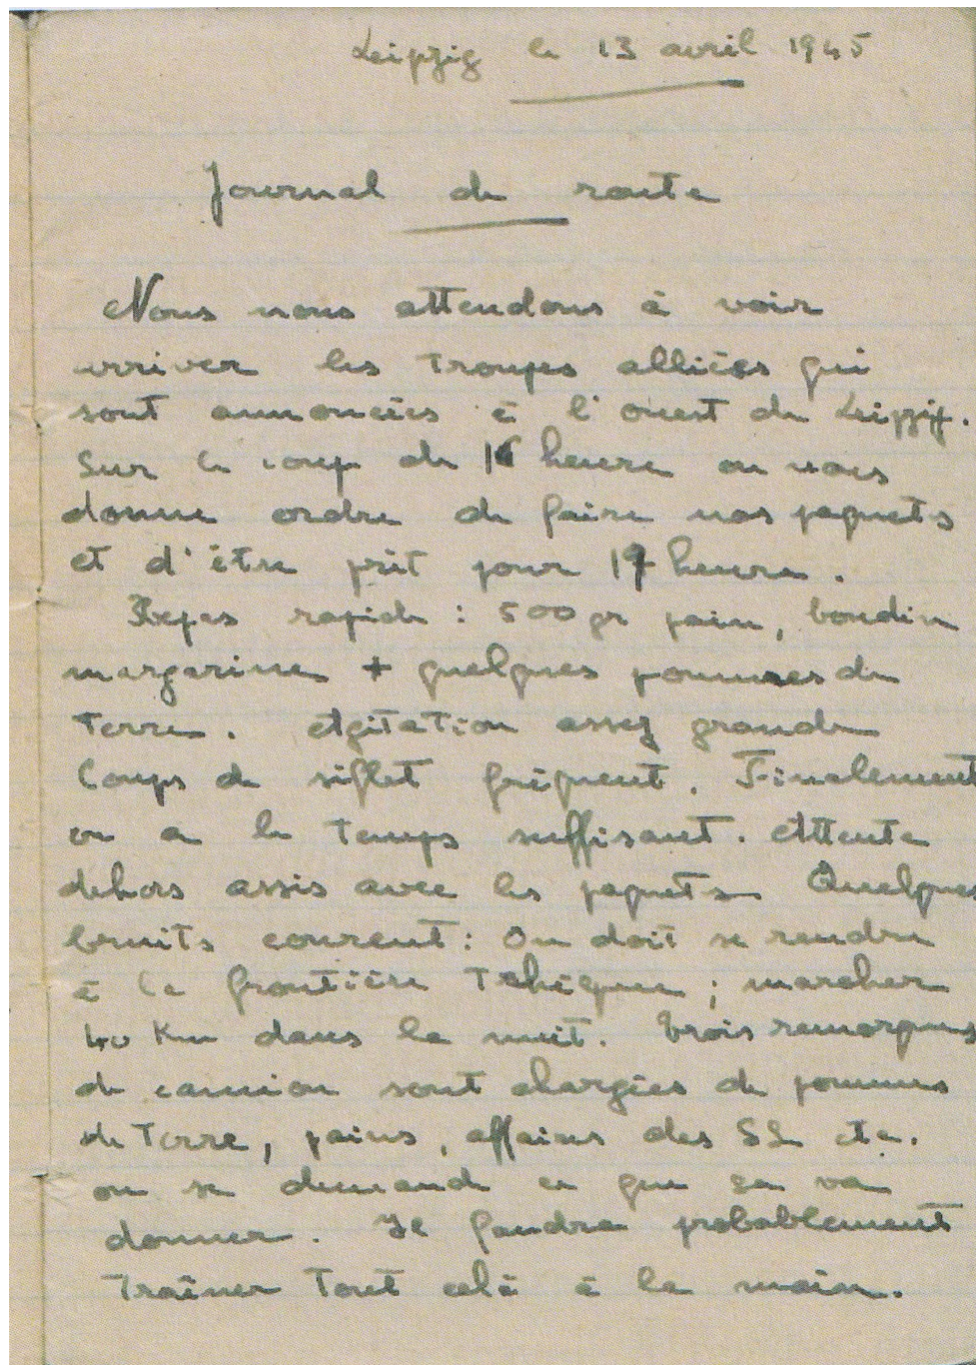 Leipzig le 13 avril 1945
Journal de route
Nous nous attendons à voir
arriver les troupes alliées qui
sont annoncées à l'ouest de Leipzig.
Sur le coup de 16 heure on nous
donne ordre de faire nos paquets
et d'être prêt pour 17 heure.
Repas rapide : 500 gr pain, boudin
margarine + quelques pommes de
terre. Agitation assez grande
Coups de siflet fréquent. Finalement
on a le temps suffisant. Attente
dehors assis avec les paquets Quelques
bruits courent : On doit se rendre
à la frontière Tchèque ; marcher
40 Km dans la nuit. Trois remorques
de camion sont chargées de pommes
de terre, pains, affaires des SS etc.
on se demande ce que ça va
donner. Il faudra probablement
traîner tout celà à la main.